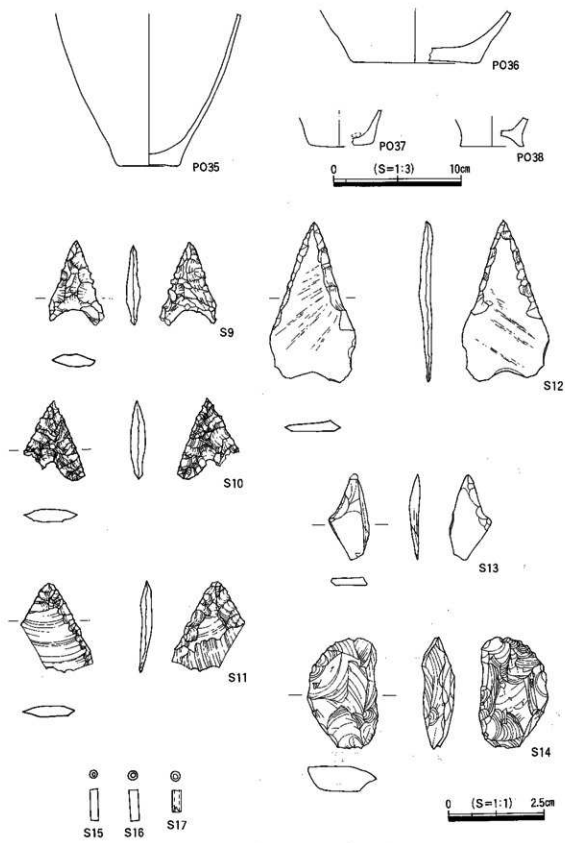 PO35
PO36
PO37
PO38
0 (S=1:3) 10cm
S9
S12
S10
S13
S11
S14
S15
S16
S17
0 (S=1:1) 2.5cm